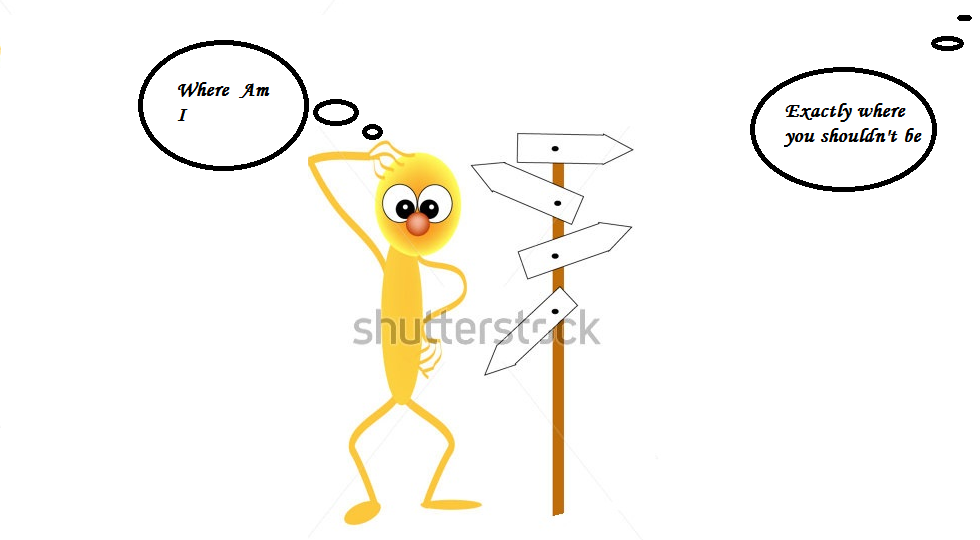 Where Am
I
Exactly where
you shouldn't be
shutterstock